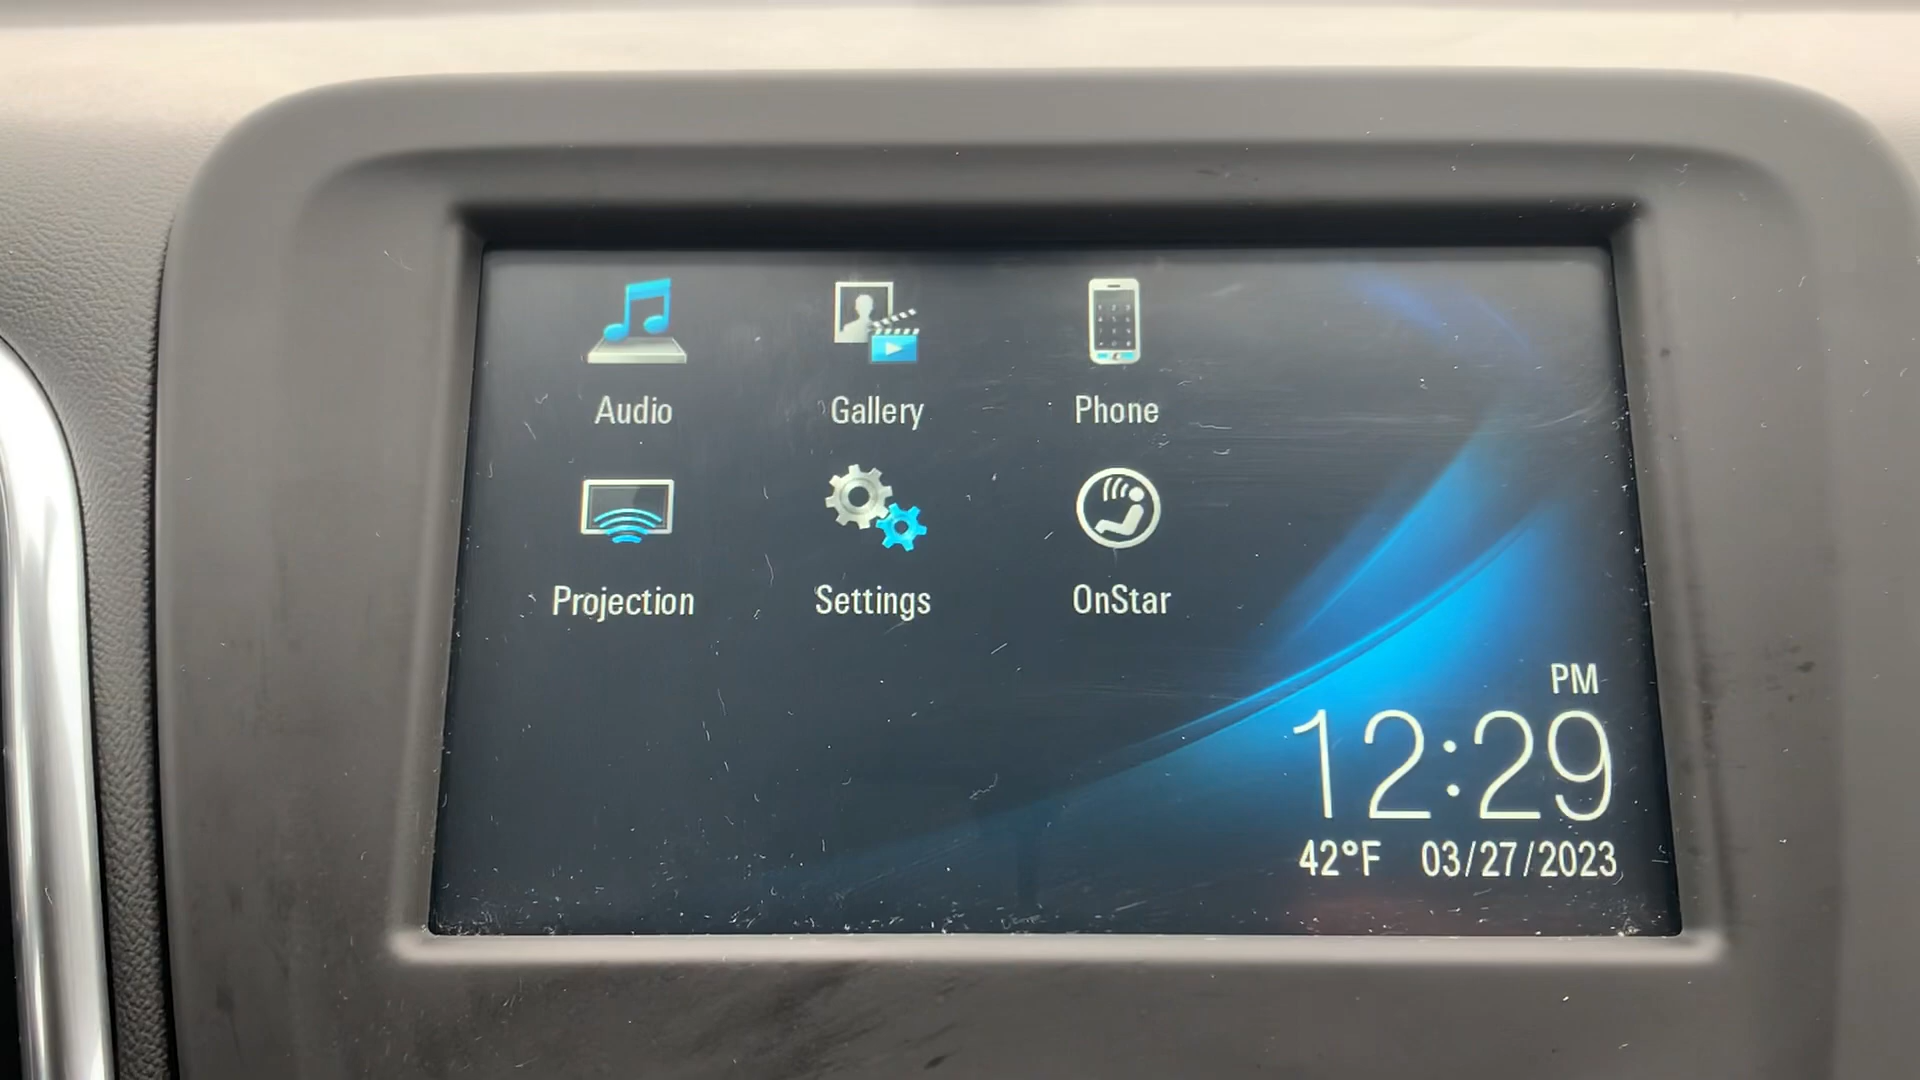 Audio Gallery Phone
Projection Settings OnStar
PM
12:29
42°F 03/27/2023